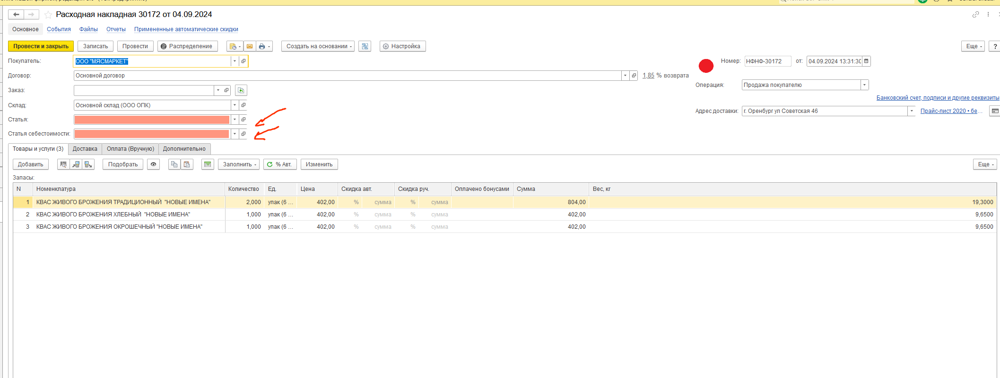 Расходная накладная 30172 от 04.09.2024
Основное События Файлы Отчеты Примененные автоматические скидки
Провести и закрыть Записать Провести Распределение Создать на основании Настройка Еще ?
Покупатель: ООО "МЯСМАРКЕТ" Номер: НФНФ-30172 от: 04.09.2024 13:31:30
Договор: Основной договор 1,85 % возврата
Операция: Продажа покупателю
Заказ:
Банковский счет, подписи и другие реквизиты
Склад: Основной склад (ООО ОПК)
Адрес доставки: г. Оренбург ул Советская 46 Прайс-лист 2020 • бе...
Статья:
Статья себестоимости:
Товары и услуги (3) Доставка Оплата (Вручную) Дополнительно
Добавить Подобрать Заполнить % Авт. Изменить Еще
Запасы:
N Номенклатура Количество Ед. Цена Скидка авт. Скидка руч. Оплачено бонусами Сумма Вес, кг
1 КВАС ЖИВОГО БРОЖЕНИЯ ТРАДИЦИОННЫЙ "НОВЫЕ ИМЕНА" 2,000 упак (6 ... 402,00 % сумма % сумма 804,00 19,3000
2 КВАС ЖИВОГО БРОЖЕНИЯ ХЛЕБНЫЙ "НОВЫЕ ИМЕНА" 1,000 упак (6 ... 402,00 % сумма % сумма 402,00 9,6500
3 КВАС ЖИВОГО БРОЖЕНИЯ ОКРОШЕЧНЫЙ "НОВЫЕ ИМЕНА" 1,000 упак (6 ... 402,00 % сумма % сумма 402,00 9,6500